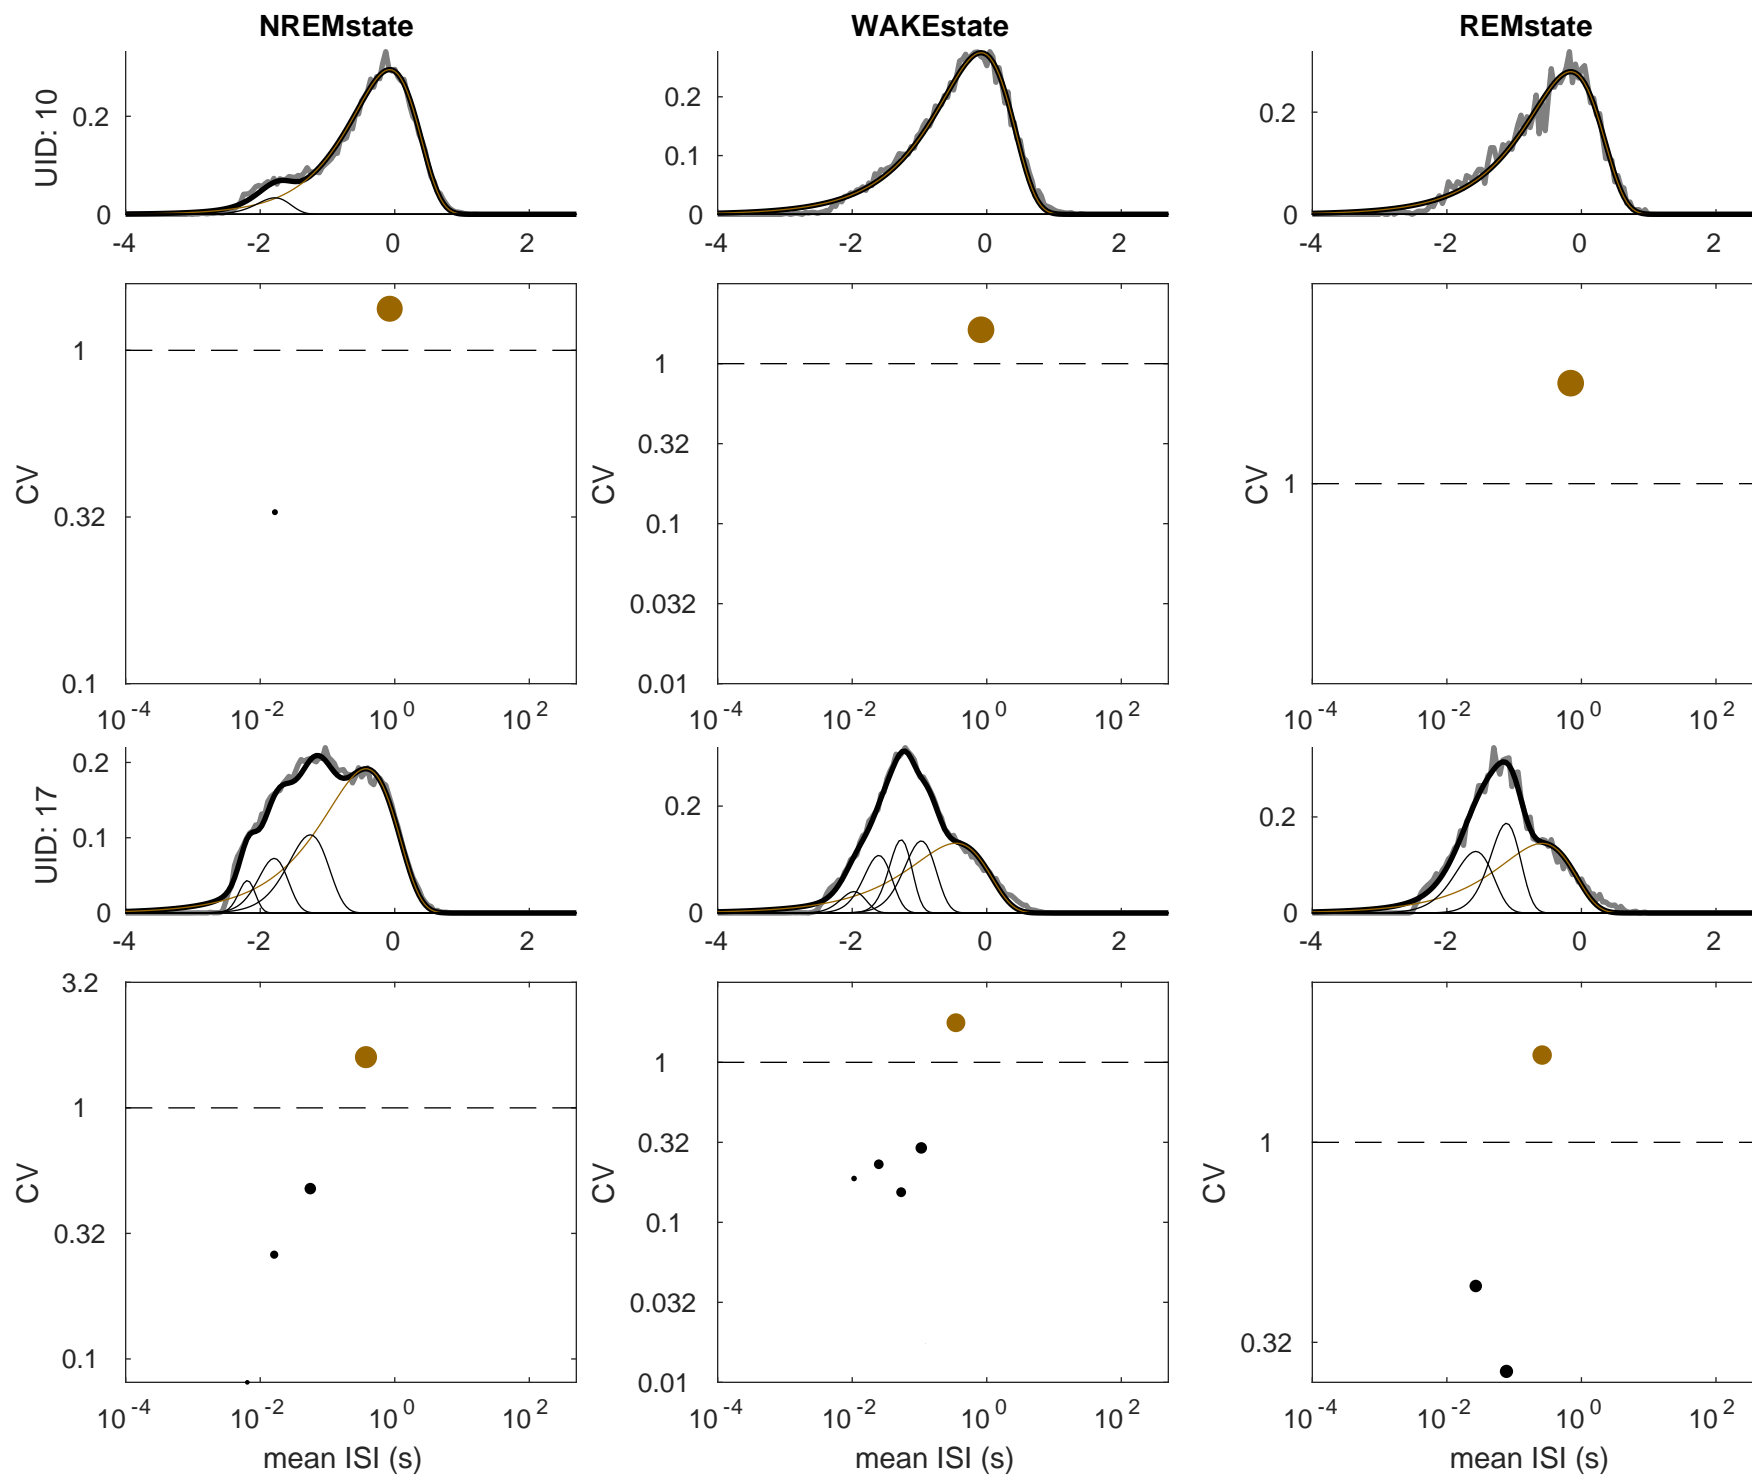 NREMstate WAKEstate REMstate
UID: 10
0.2 0.2 0.2
0.1
0 0 0
-4 -2 0 2 -4 -2 0 2 -4 -2 0 2
CV CV CV
1 1 1
0.32 0.32
0.1
0.032
0.1 0.01
10^-4 10^-2 10^0 10^2 10^-4 10^-2 10^0 10^2 10^-4 10^-2 10^0 10^2
UID: 17
0.2 0.2 0.2
0.1
0 0 0
-4 -2 0 2 -4 -2 0 2 -4 -2 0 2
CV CV CV
3.2
1 1 1
0.32 0.32 0.32
0.1 0.1
0.032
0.01
10^-4 10^-2 10^0 10^2 10^-4 10^-2 10^0 10^2 10^-4 10^-2 10^0 10^2
mean ISI (s) mean ISI (s) mean ISI (s)